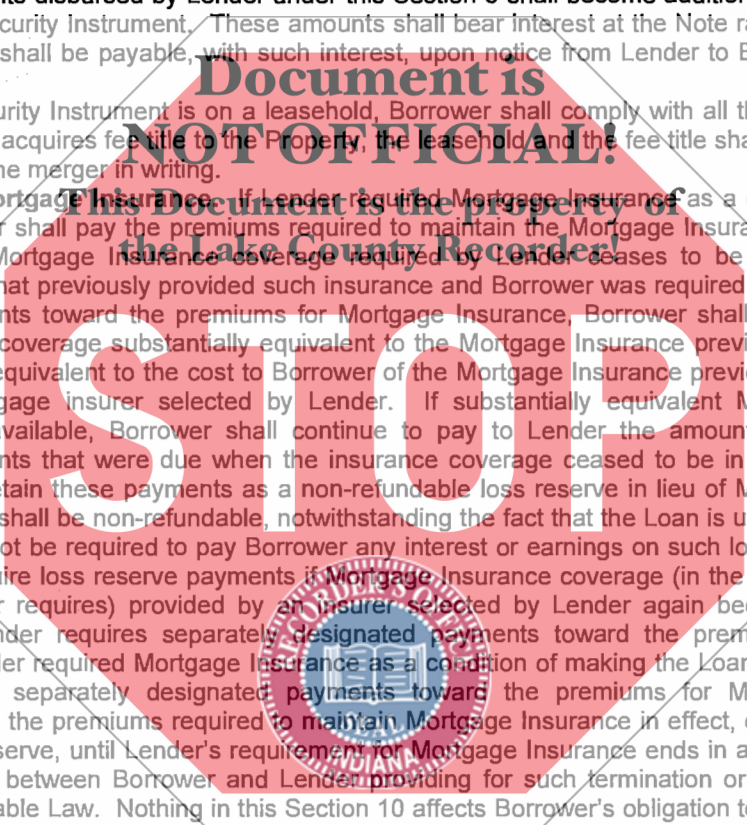 disbursed by Lender under this Section 5 shall become addition
curity Instrument. These amounts shall bear interest at the Note ra
shall be payable, with such interest, upon notice from Lender to B
Document is
urity Instrument is on a leasehold, Borrower shall comply with all th
acquires fee title to the Property, the leasehold and the fee title sha
NOT OFFICIAL!
he merger in writing.
ortgage Insurance. If Lender required Mortgage Insurance as a
This Document is the property of
r shall pay the premiums required to maintain the Mortgage Insura
Mortgage Insurance coverage required by Lender ceases to be
the Lake County Recorder!
hat previously provided such insurance and Borrower was required
nts toward the premiums for Mortgage Insurance, Borrower shall
coverage substantially equivalent to the Mortgage Insurance previ
equivalent to the cost to Borrower of the Mortgage Insurance previ
STOP
gage insurer selected by Lender. If substantially equivalent M
vailable, Borrower shall continue to pay to Lender the amount
nts that were due when the insurance coverage ceased to be in
tain these payments as a non-refundable loss reserve in lieu of M
shall be non-refundable, notwithstanding the fact that the Loan is u
ot be required to pay Borrower any interest or earnings on such lo
ire loss reserve payments if Mortgage Insurance coverage (in the
r requires) provided by an insurer selected by Lender again be
nder requires separately designated payments toward the prem
er required Mortgage Insurance as a condition of making the Loan
separately designated payments toward the premiums for M
the premiums required to maintain Mortgage Insurance in effect,
serve, until Lender's requirement for Mortgage Insurance ends in a
between Borrower and Lender providing for such termination or
able Law. Nothing in this Section 10 affects Borrower's obligation t
RECORDER'S OFFICE
INDIANA